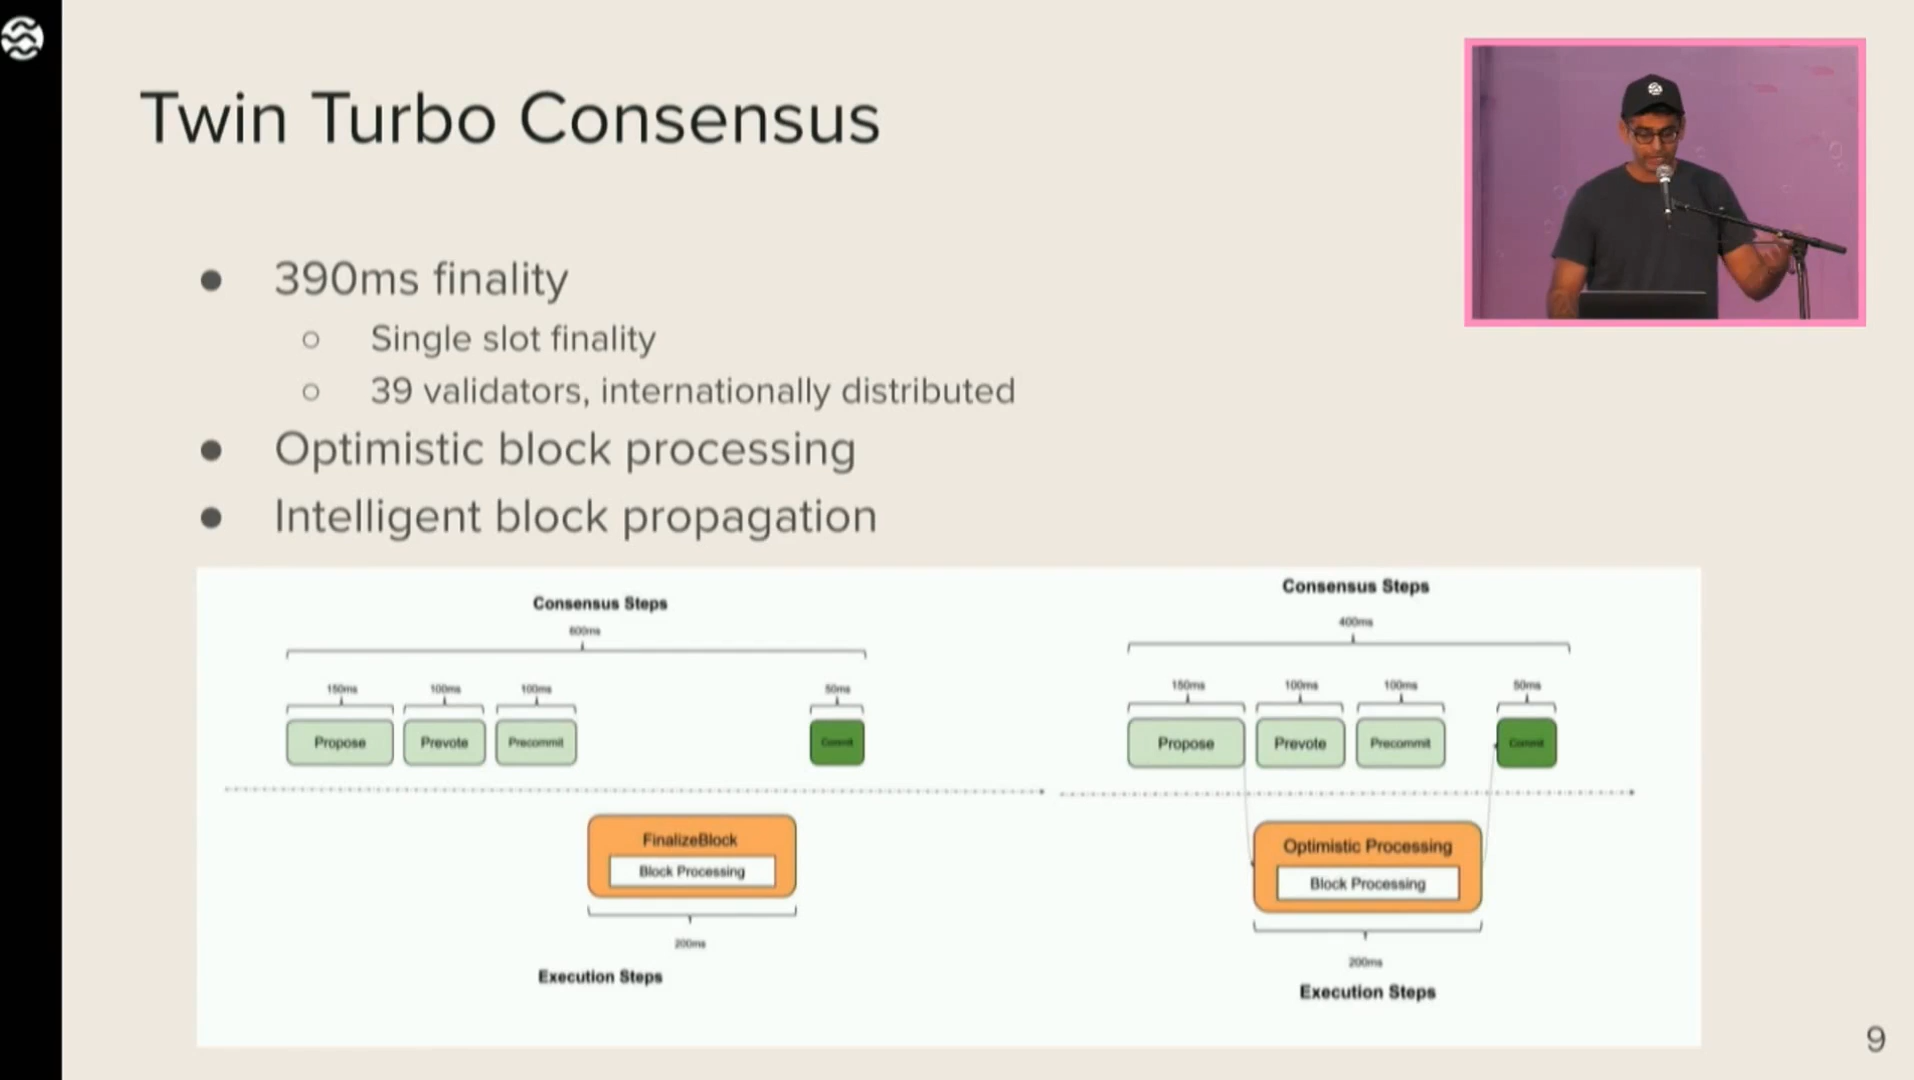 Twin Turbo Consensus
390ms finality
Single slot finality
39 validators, internationally distributed
Optimistic block processing
Intelligent block propagation
Consensus Steps
600ms
150ms 100ms 100ms 50ms
Propose Prevote Precommit Commit
FinalizeBlock
Block Processing
200ms
Execution Steps
Consensus Steps
400ms
150ms 100ms 100ms 50ms
Propose Prevote Precommit Commit
Optimistic Processing
Block Processing
200ms
Execution Steps
9